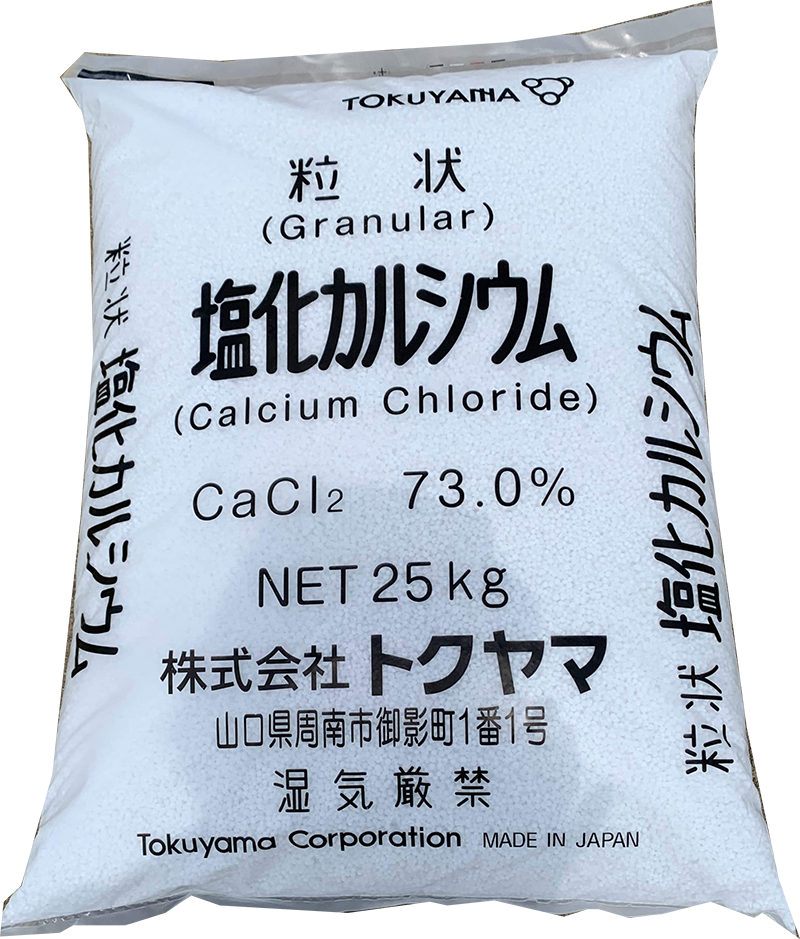 TOKUYAMA
粒状
(Granular)
塩化カルシウム
(Calcium Chloride)
CaCl2 73.0%
NET 25kg
株式会社トクヤマ
山口県周南市御影町1番1号
湿気厳禁
Tokuyama Corporation MADE IN JAPAN
粒状 塩化カルシウム
粒状 塩化カルシウム